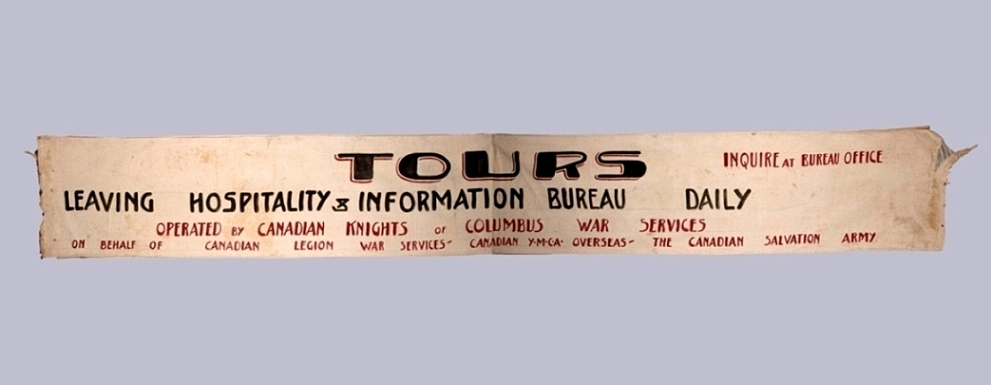 TOURS
INQUIRE AT BUREAU OFFICE
LEAVING HOSPITALITY & INFORMATION BUREAU DAILY
OPERATED BY CANADIAN KNIGHTS OF COLUMBUS WAR SERVICES
ON BEHALF OF CANADIAN LEGION WAR SERVICES- CANADIAN Y.M.C.A. OVERSEAS- THE CANADIAN SALVATION ARMY